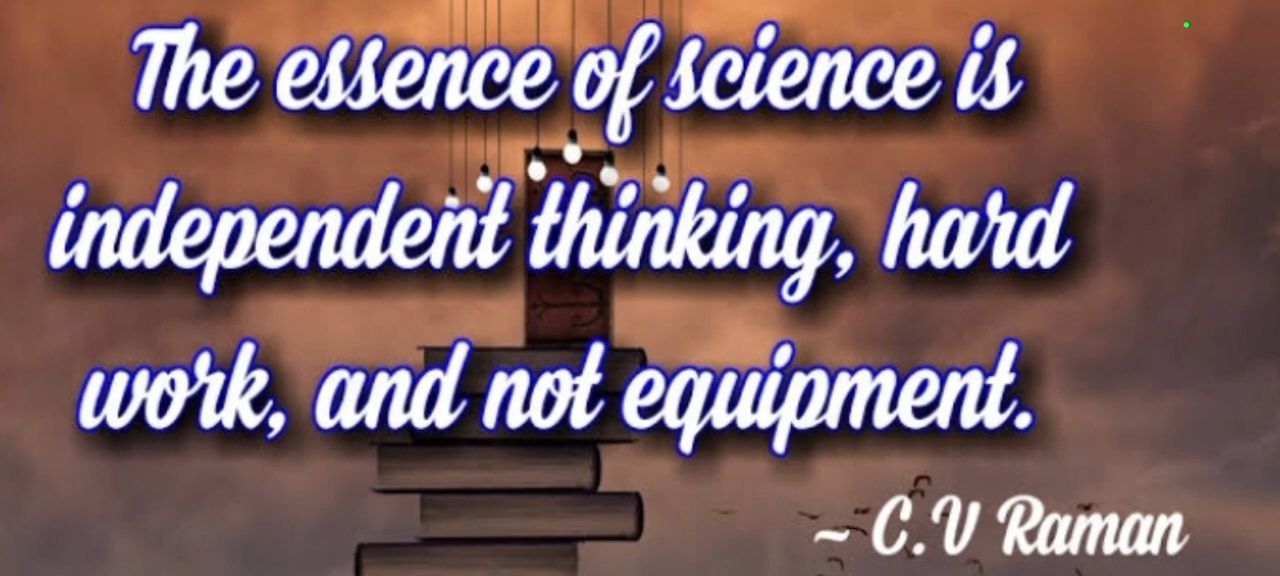 The essence of science is
independent thinking, hard
work, and not equipment.
~ C.V Raman